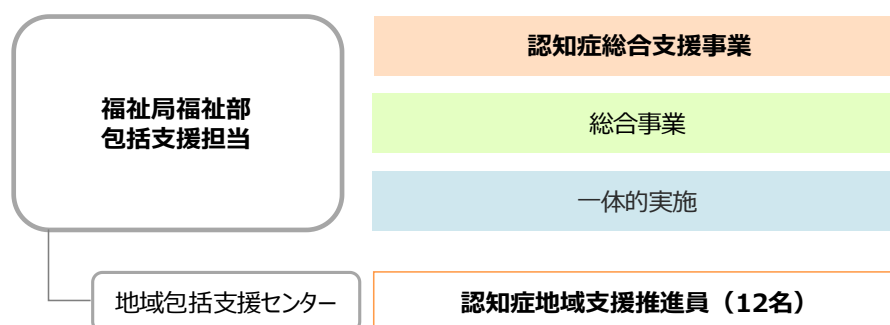 福祉局福祉部
包括支援担当
認知症総合支援事業
総合事業
一体的実施
地域包括支援センター
認知症地域支援推進員（12名）